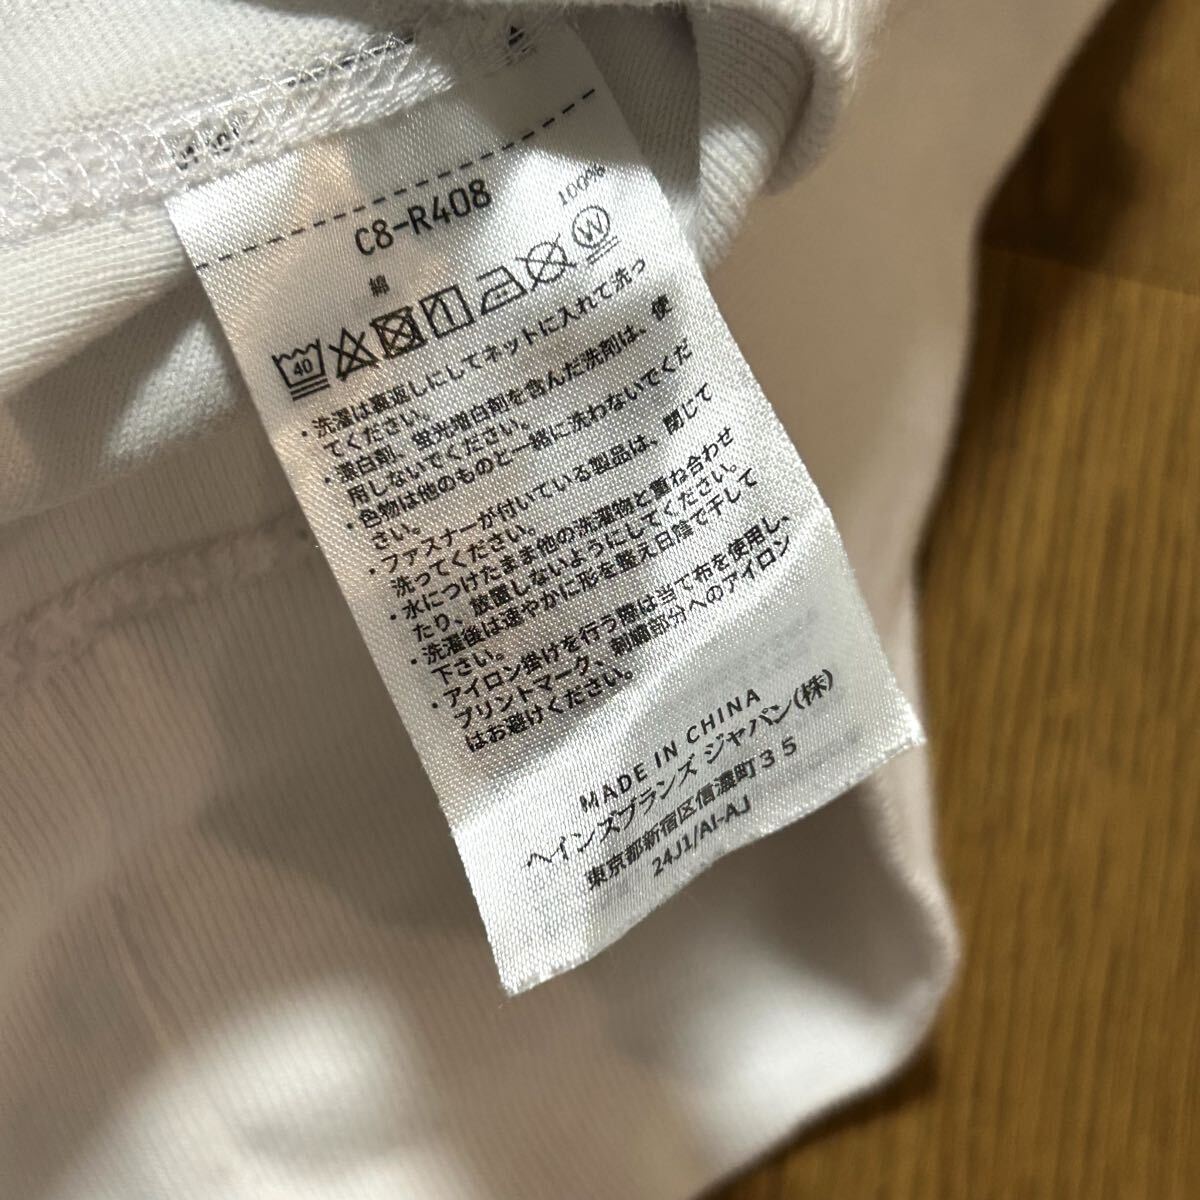 C8-R408
綿 100%
40
W
・洗濯は裏返しにしてネットに入れて洗っ
てください。
・漂白剤、蛍光増白剤を含んだ洗剤は、使
用しないでください。
・色物は他のものと一緒に洗わないでくだ
さい。
・ファスナーが付いている製品は、閉じて
洗ってください。
・水につけたまま他の洗濯物と重ね合わせ
たり、放置しないようにしてください。
・洗濯後は速やかに形を整え日陰で干して
下さい。
・アイロン掛けを行う際は当て布を使用し、
プリントマーク、刺繍部分へのアイロン
はお避けください。
MADE IN CHINA
ヘインズブランズ ジャパン(株)
東京都新宿区信濃町３５
24J1/AI-AJ